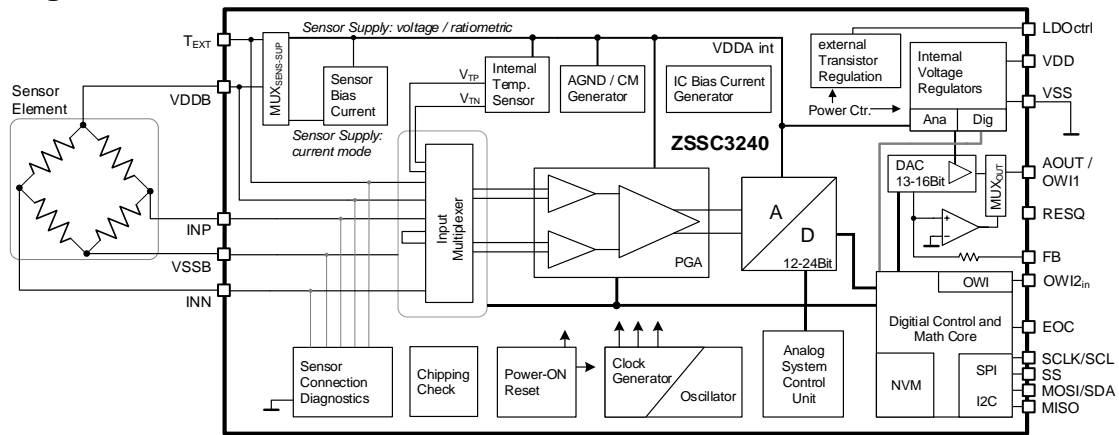 Sensor Supply: voltage / ratiometric
TEXT
MUXSENS-SUP
Sensor
Bias
Current
VTP
VTN
Internal
Temp.
Sensor
AGND / CM
Generator
VDDA int
IC Bias Current
Generator
external
Transistor
Regulation
Power Ctr.
Internal
Voltage
Regulators
Ana
Dig
LDOctrl
VDD
VSS
Sensor
Element
VDDB
Sensor Supply:
current mode
ZSSC3240
DAC
13-16Bit
MUXOUT
AOUT /
OWI1
RESQ
INP
VSSB
INN
Input
Multiplexer
PGA
A
D
12-24Bit
FB
OWI2in
OWI
Digitial Control and
Math Core
EOC
NVM
SPI
I2C
SCLK/SCL
SS
MOSI/SDA
MISO
Sensor
Connection
Diagnostics
Chipping
Check
Power-ON
Reset
Clock
Generator
Oscillator
Analog
System
Control
Unit